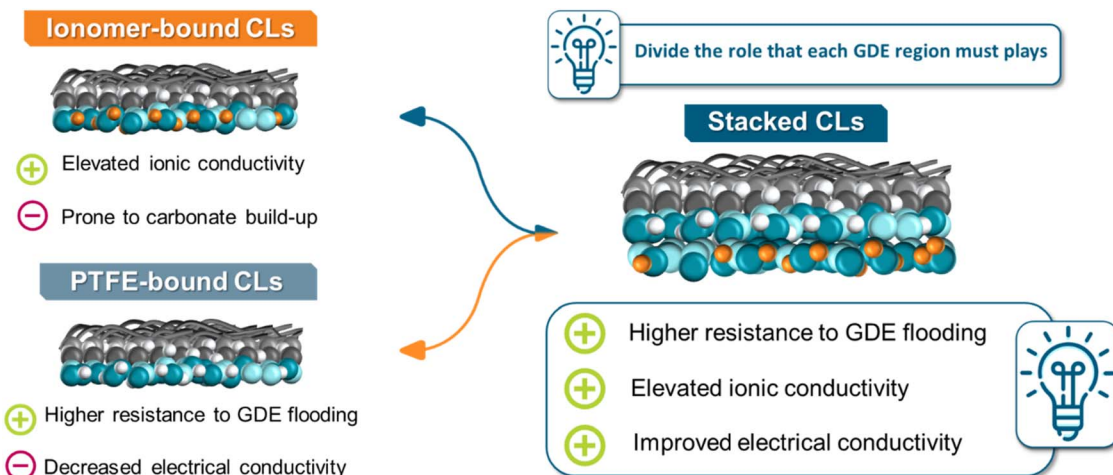 Ionomer-bound CLs
Elevated ionic conductivity
Prone to carbonate build-up
PTFE-bound CLs
Higher resistance to GDE flooding
Decreased electrical conductivity
Divide the role that each GDE region must plays
Stacked CLs
Higher resistance to GDE flooding
Elevated ionic conductivity
Improved electrical conductivity